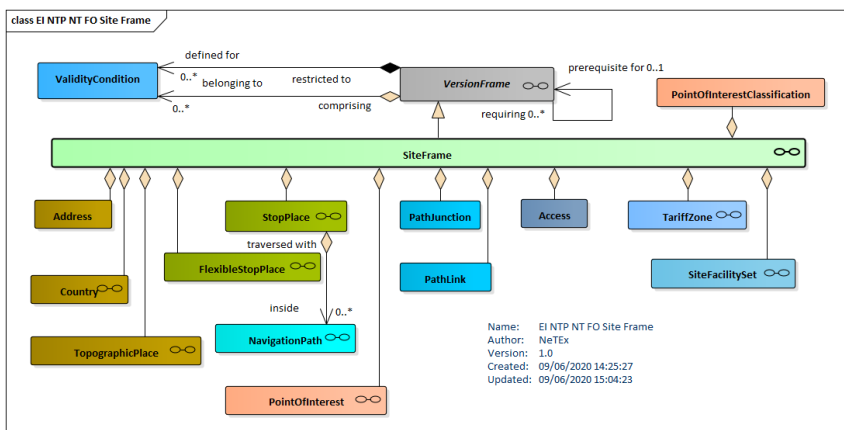 class EI NTP NT FO Site Frame
defined for
prerequisite for 0..1
ValidityCondition
0..*
belonging to
restricted to
VersionFrame
PointOfInterestClassification
0..*
comprising
requiring 0..*
SiteFrame
Address
StopPlace
PathJunction
Access
TariffZone
traversed with
FlexibleStopPlace
SiteFacilitySet
Country
PathLink
inside
0..*
NavigationPath
TopographicPlace
Name: EI NTP NT FO Site Frame
Author: NeTEx
Version: 1.0
Created: 09/06/2020 14:25:27
Updated: 09/06/2020 15:04:23
PointOfInterest